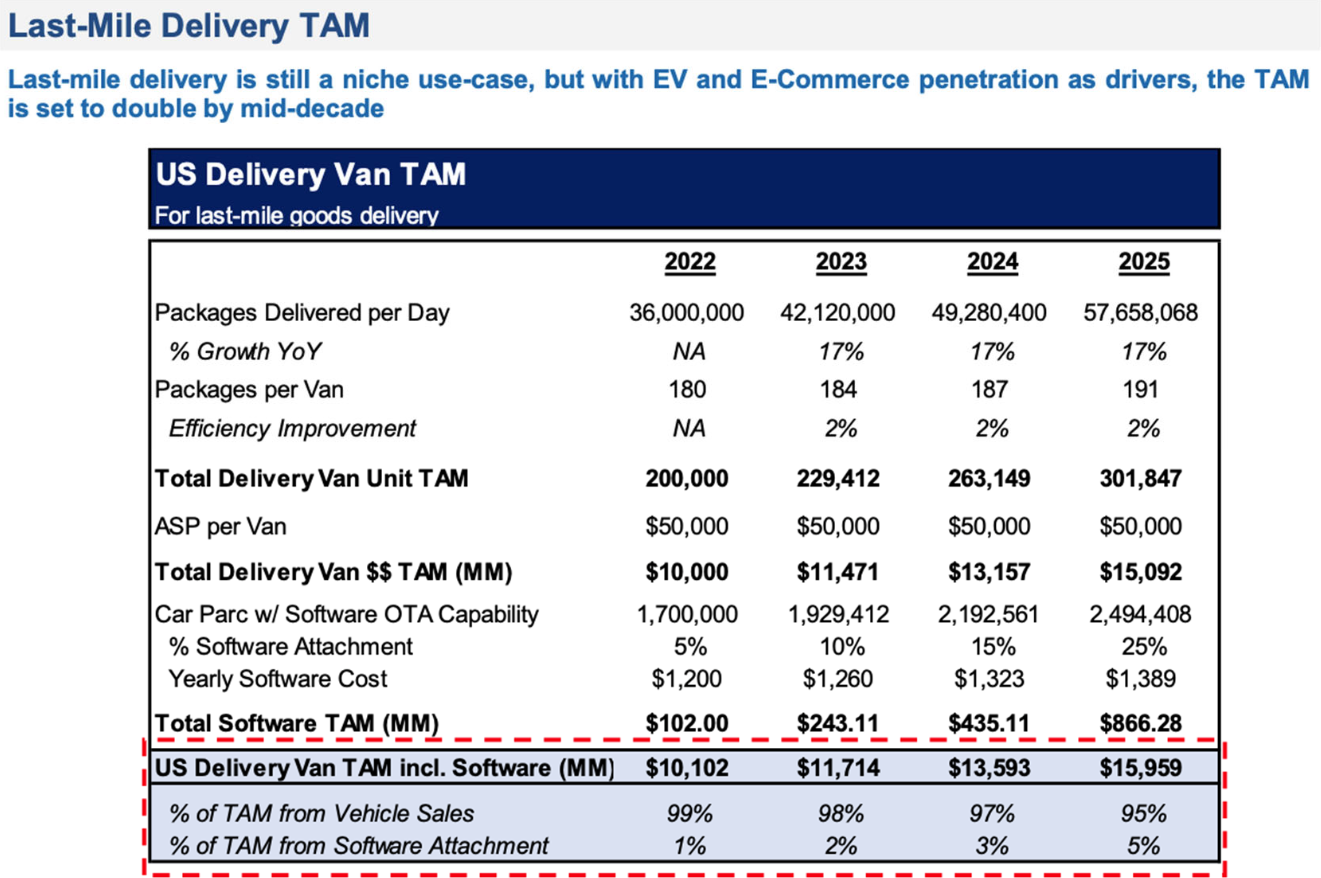 Last-Mile Delivery TAM
Last-mile delivery is still a niche use-case, but with EV and E-Commerce penetration as drivers, the TAM
is set to double by mid-decade
US Delivery Van TAM
For last-mile goods delivery
2022 2023 2024 2025
Packages Delivered per Day 36,000,000 42,120,000 49,280,400 57,658,068
% Growth YoY NA 17% 17% 17%
Packages per Van 180 184 187 191
Efficiency Improvement NA 2% 2% 2%
Total Delivery Van Unit TAM 200,000 229,412 263,149 301,847
ASP per Van $50,000 $50,000 $50,000 $50,000
Total Delivery Van $$ TAM (MM) $10,000 $11,471 $13,157 $15,092
Car Parc w/ Software OTA Capability 1,700,000 1,929,412 2,192,561 2,494,408
% Software Attachment 5% 10% 15% 25%
Yearly Software Cost $1,200 $1,260 $1,323 $1,389
Total Software TAM (MM) $102.00 $243.11 $435.11 $866.28
US Delivery Van TAM incl. Software (MM) $10,102 $11,714 $13,593 $15,959
% of TAM from Vehicle Sales 99% 98% 97% 95%
% of TAM from Software Attachment 1% 2% 3% 5%